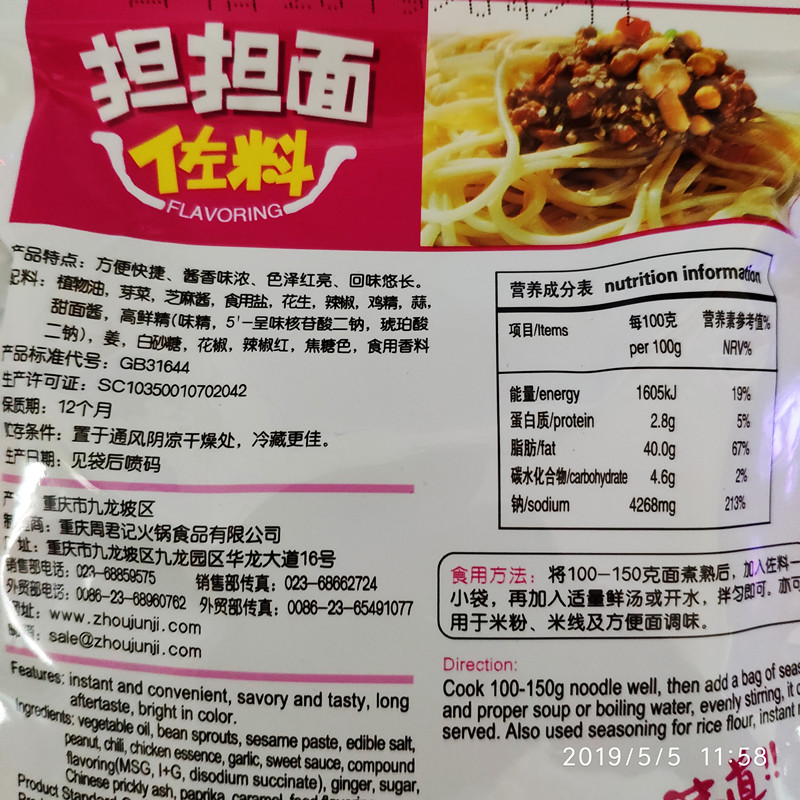 担担面
佐料
FLAVORING
产品特点：方便快捷、酱香味浓、色泽红亮、回味悠长。
配料：植物油，芽菜，芝麻酱，食用盐，花生，辣椒，鸡精，蒜，
甜面酱，高鲜精(味精，5'-呈味核苷酸二钠，琥珀酸
二钠)，姜，白砂糖，花椒，辣椒红，焦糖色，食用香料
产品标准代号：GB31644
生产许可证：SC10350010702042
保质期：12个月
贮存条件：置于通风阴凉干燥处，冷藏更佳。
生产日期：见袋后喷码
产 重庆市九龙坡区
制造商：重庆周君记火锅食品有限公司
址：重庆市九龙坡区九龙园区华龙大道16号
销售部电话：023-68859575 销售部传真：023-68662724
外贸部电话：0086-23-68960762 外贸部传真：0086-23-65491077
网址：www.zhoujunji.com
邮箱：sale@zhoujunji.com
Features: instant and convenient, savory and tasty, long
aftertaste, bright in color.
Ingredients: vegetable oil, bean sprouts, sesame paste, edible salt,
peanut, chili, chicken essence, garlic, sweet sauce, compound
flavoring(MSG, I+G, disodium succinate), ginger, sugar,
Chinese prickly ash, paprika, caramel, food
Product Standard
营养成分表 nutrition information
项目/Items 每100克 营养素参考值%
per 100g NRV%
能量/energy 1605kJ 19%
蛋白质/protein 2.8g 5%
脂肪/fat 40.0g 67%
碳水化合物/carbohydrate 4.6g 2%
钠/sodium 4268mg 213%
食用方法：将100-150克面煮熟后，加入佐料一
小袋，再加入适量鲜汤或开水，拌匀即可。亦可
用于米粉、米线及方便面调味。
Direction:
Cook 100-150g noodle well, then add a bag of
and proper soup or boiling water, evenly stirring, it
served. Also used seasoning for rice flour, instant
2019/5/5 11:58
味道!!